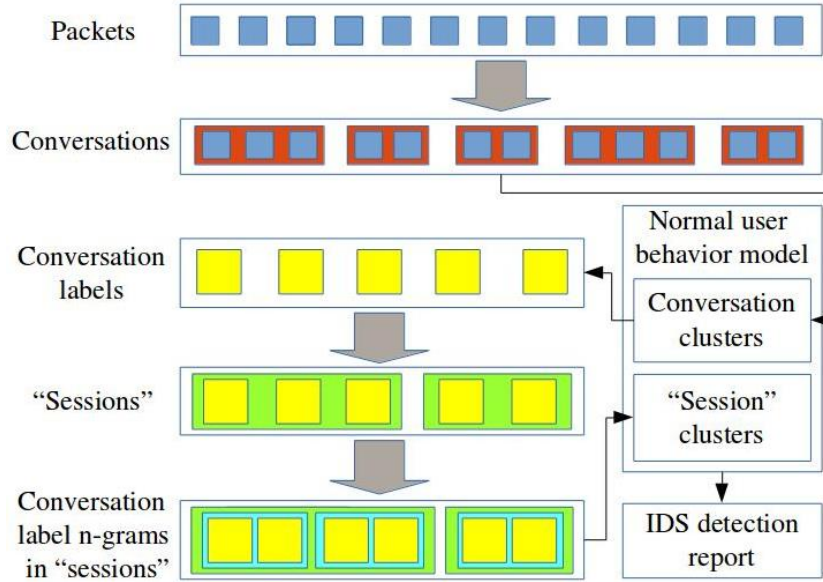 Packets
Conversations
Normal user
behavior model
Conversation
labels
Conversation
clusters
“Sessions”
“Session”
clusters
Conversation
label n-grams
in “sessions”
IDS detection
report